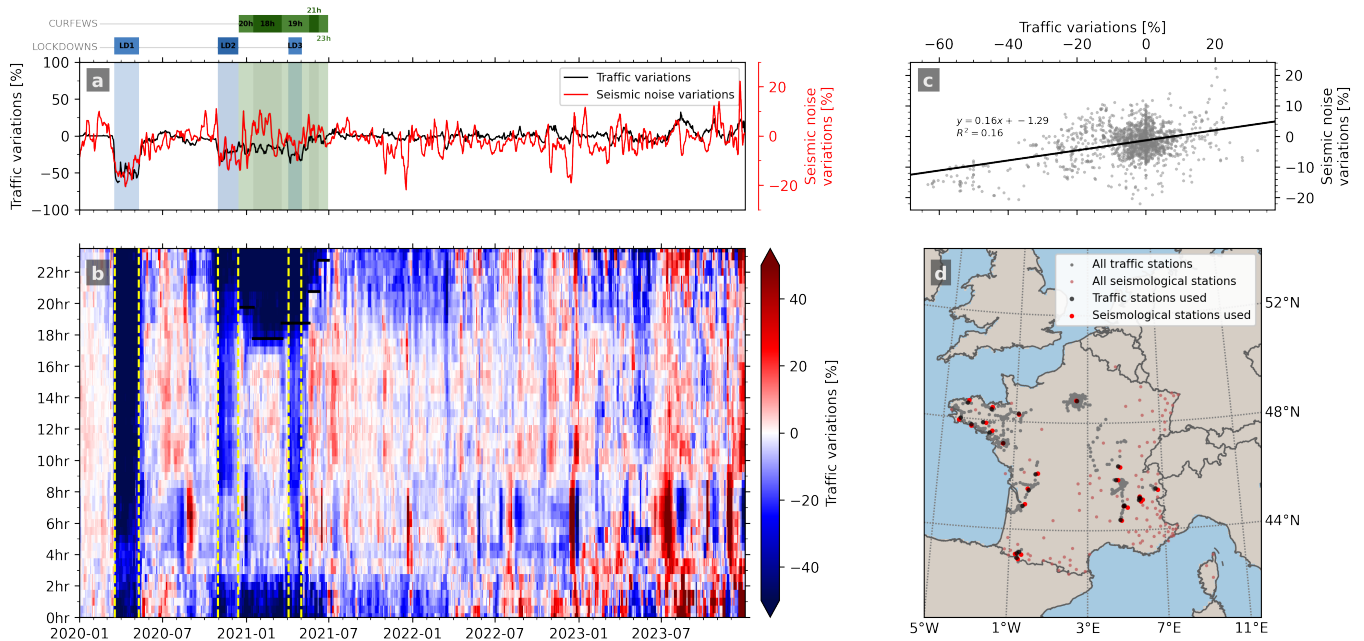 21h
CURFEWS
20h 18h 19h
23h
LOCKDOWNS
LD1 LD2 LD3
a
Traffic variations [%]
100
50
0
−50
−100
Traffic variations
Seismic noise variations
20
0
−20
Seismic noise
variations [%]
Traffic variations [%]
−60 −40 −20 0 20
c
y = 0.16x + −1.29
R² = 0.16
20
10
0
−10
−20
Seismic noise
variations [%]
b
22hr
20hr
18hr
16hr
14hr
12hr
10hr
8hr
6hr
4hr
2hr
0hr
2020-01 2020-07 2021-01 2021-07 2022-01 2022-07 2023-01 2023-07
40
20
0
−20
−40
Traffic variations [%]
d
All traffic stations
All seismological stations
Traffic stations used
Seismological stations used
52°N
48°N
44°N
5°W 1°W 3°E 7°E 11°E